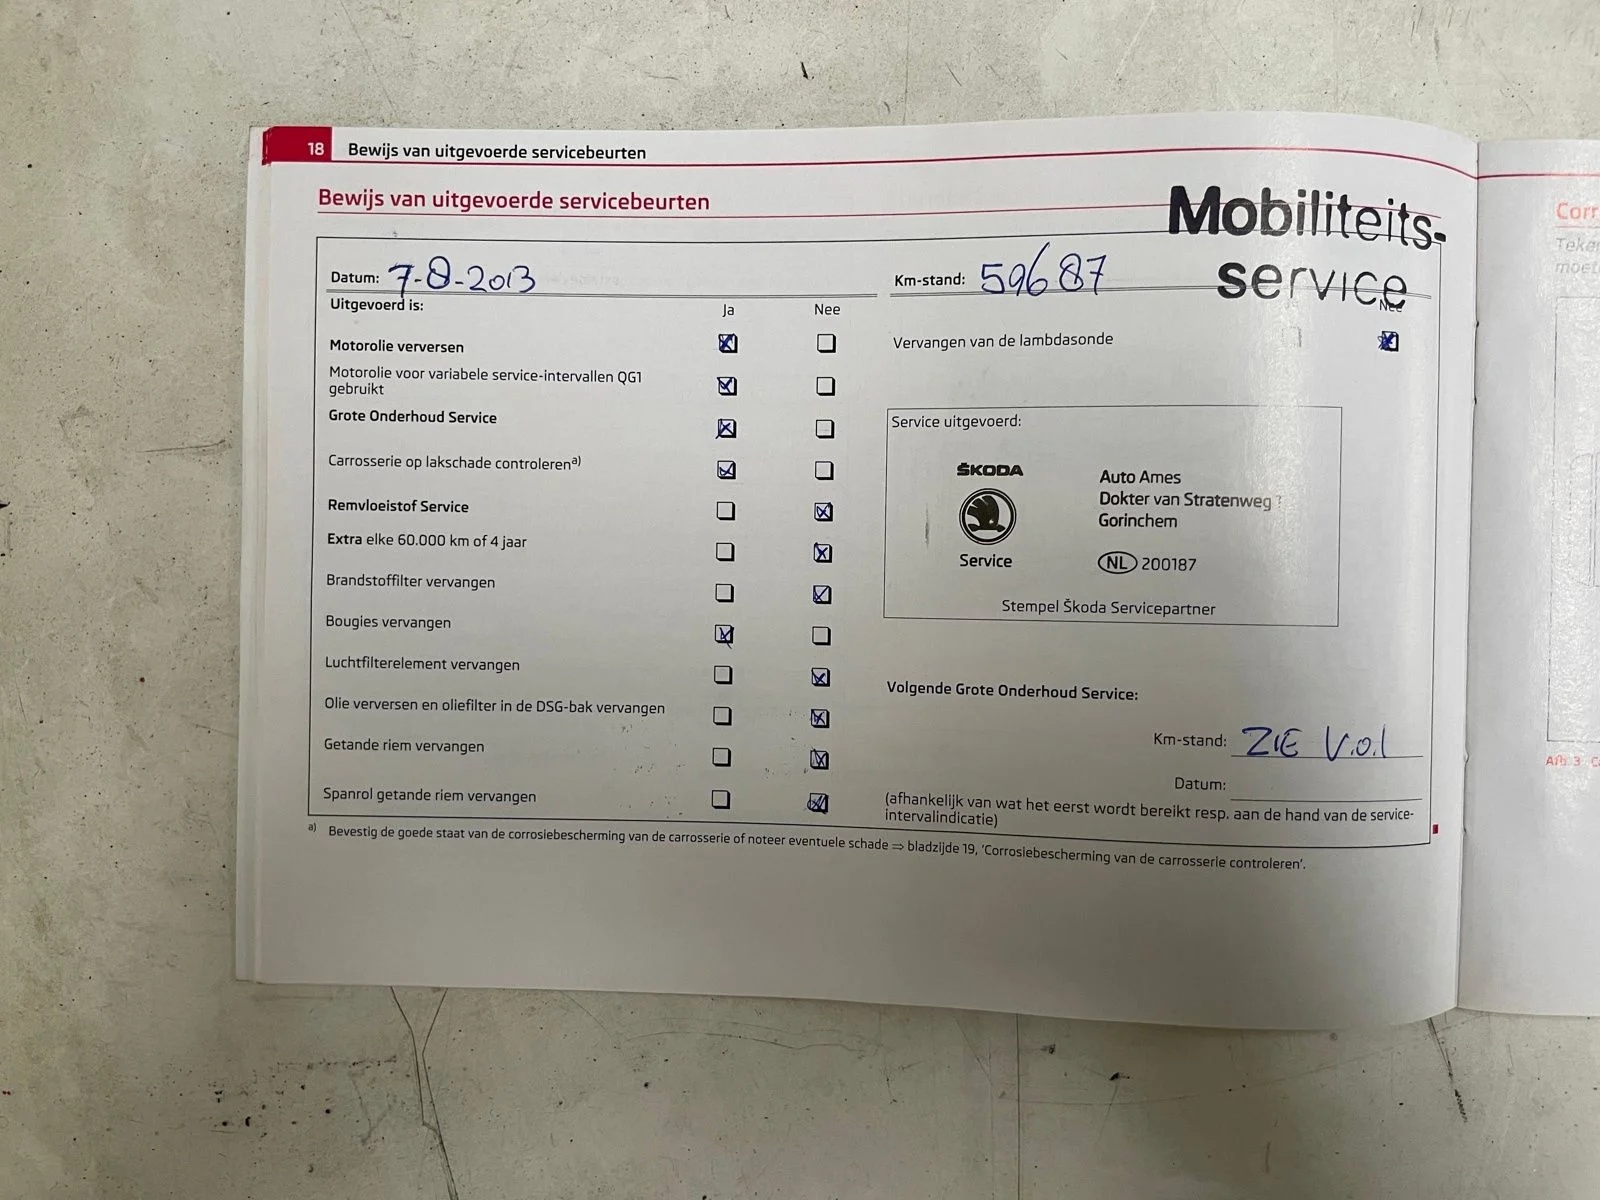 18 Bewijs van uitgevoerde servicebeurten
Bewijs van uitgevoerde servicebeurten
Mobiliteits-
service
Datum: 7-8-2013
Km-stand: 59687
Uitgevoerd is: Ja Nee
Nee
Motorolie verversen
Vervangen van de lambdasonde
Motorolie voor variabele service-intervallen QG1
gebruikt
Grote Onderhoud Service
Carrosserie op lakschade controleren a)
Remvloeistof Service
Extra elke 60.000 km of 4 jaar
Brandstoffilter vervangen
Bougies vervangen
Luchtfilterelement vervangen
Olie verversen en oliefilter in de DSG-bak vervangen
Getande riem vervangen
Spanrol getande riem vervangen
Service uitgevoerd:
ŠKODA
Service
Auto Ames
Dokter van Stratenweg
Gorinchem
NL 200187
Stempel Škoda Servicepartner
Volgende Grote Onderhoud Service:
Km-stand: ZIE V.O.I
Datum:
(afhankelijk van wat het eerst wordt bereikt resp. aan de hand van de service-
intervalindicatie)
a) Bevestig de goede staat van de corrosiebescherming van de carrosserie of noteer eventuele schade ⇒ bladzijde 19, 'Corrosiebescherming van de carrosserie controleren'.
Afb. 3